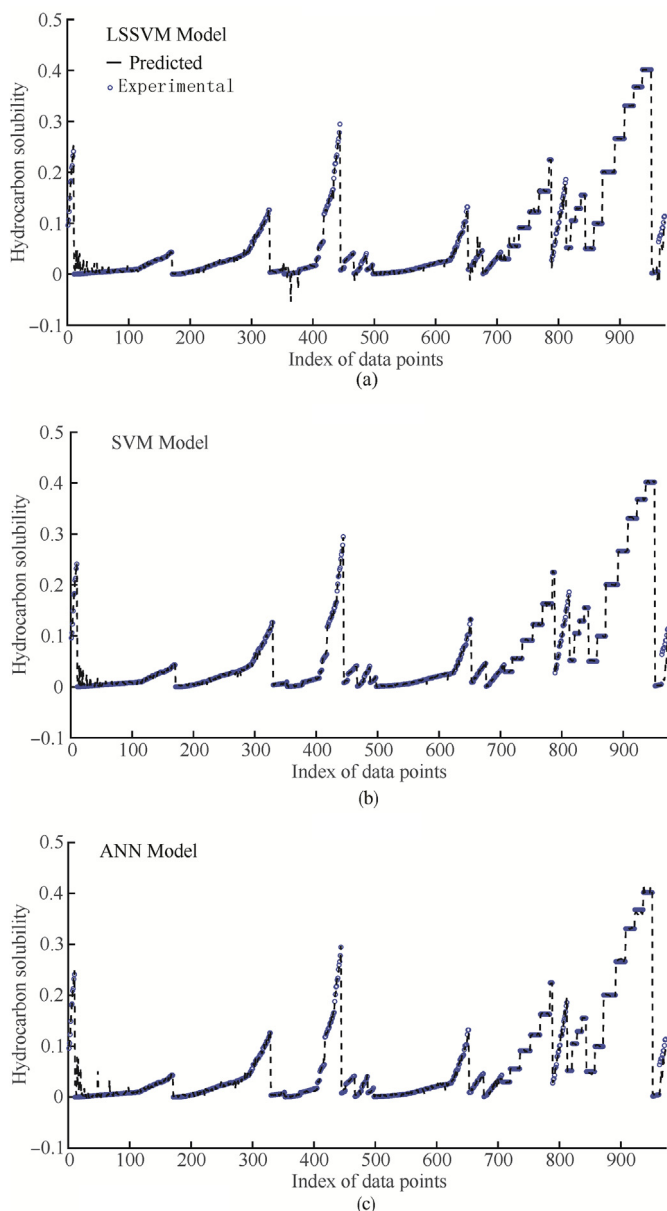 0.5
LSSVM Model
Predicted
Experimental
0.4
0.3
0.2
0.1
0
−0.1
Hydrocarbon solubility
0 100 200 300 400 500 600 700 800 900
Index of data points
(a)
0.5
SVM Model
0.4
0.3
0.2
0.1
0
−0.1
Hydrocarbon solubility
0 100 200 300 400 500 600 700 800 900
Index of data points
(b)
0.5
ANN Model
0.4
0.3
0.2
0.1
0
−0.1
Hydrocarbon solubility
0 100 200 300 400 500 600 700 800 900
Index of data points
(c)